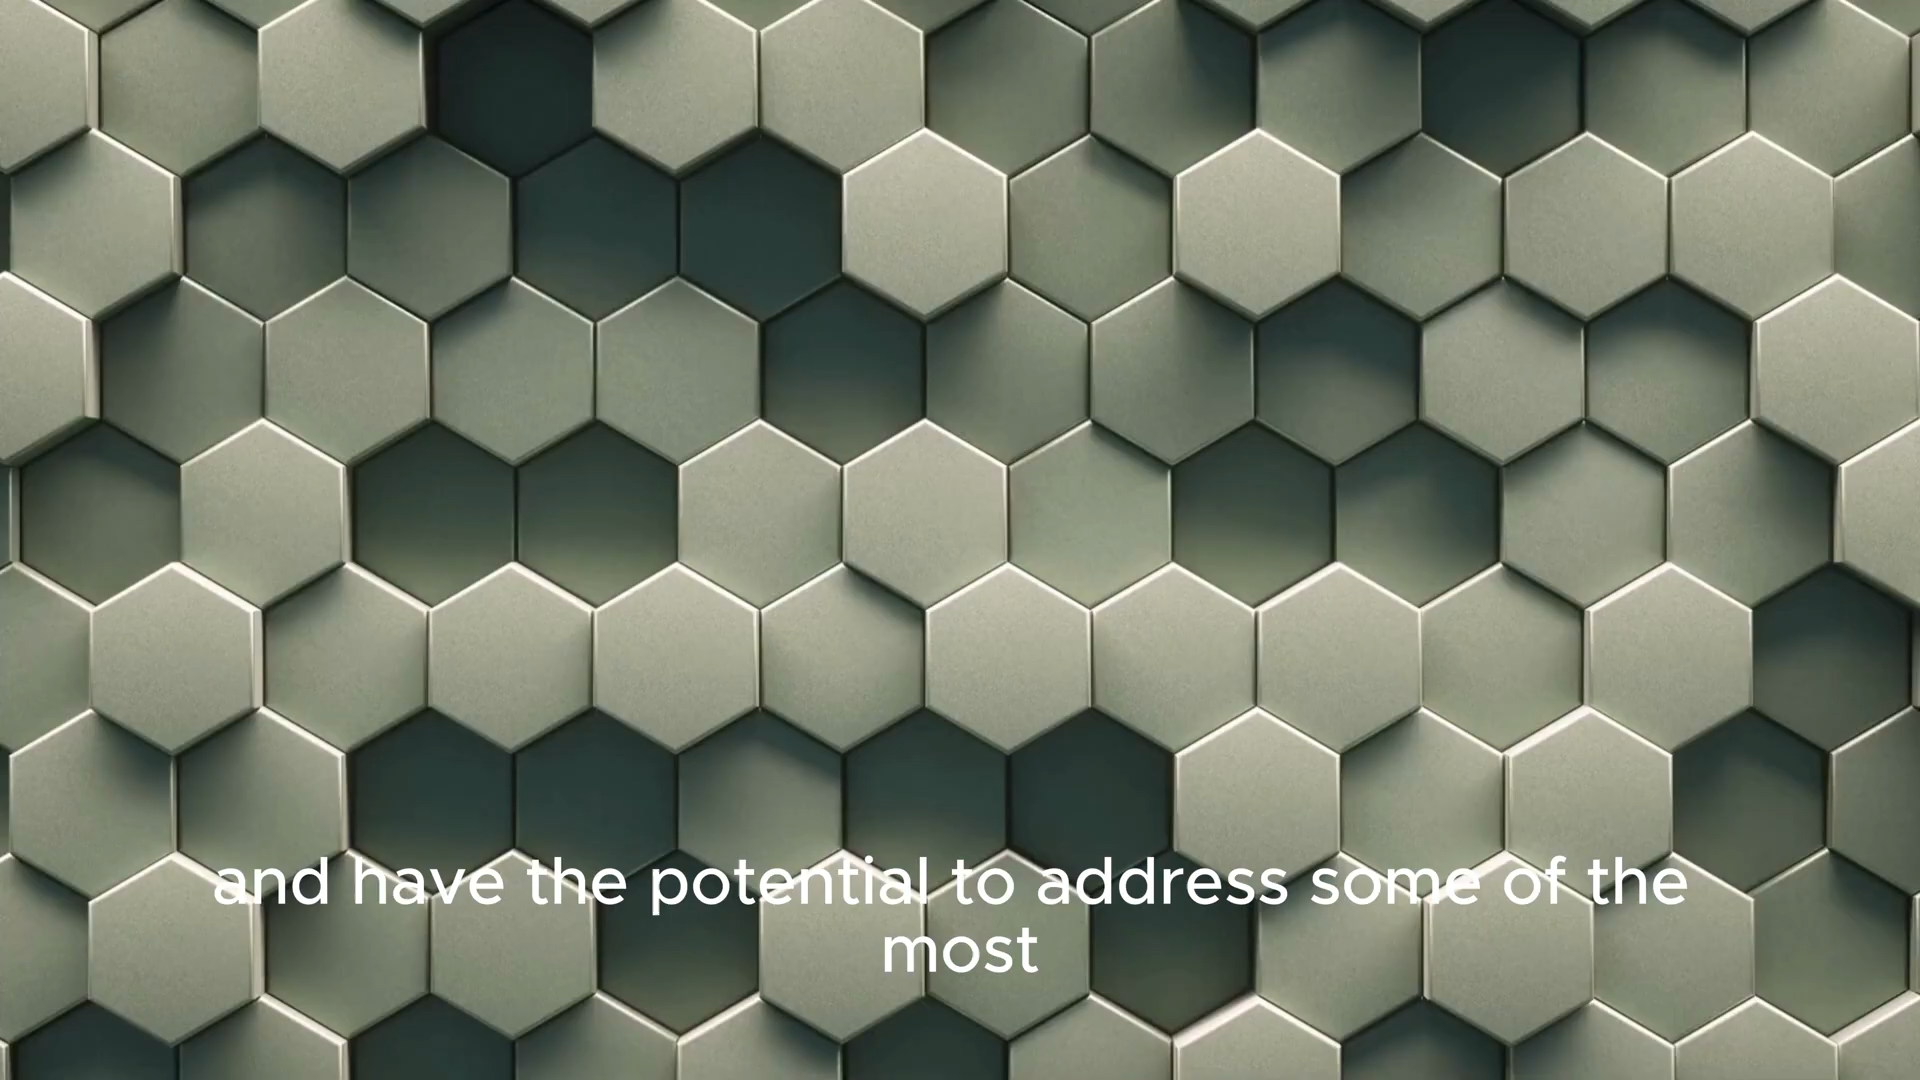 and have the potential to address some of the
most